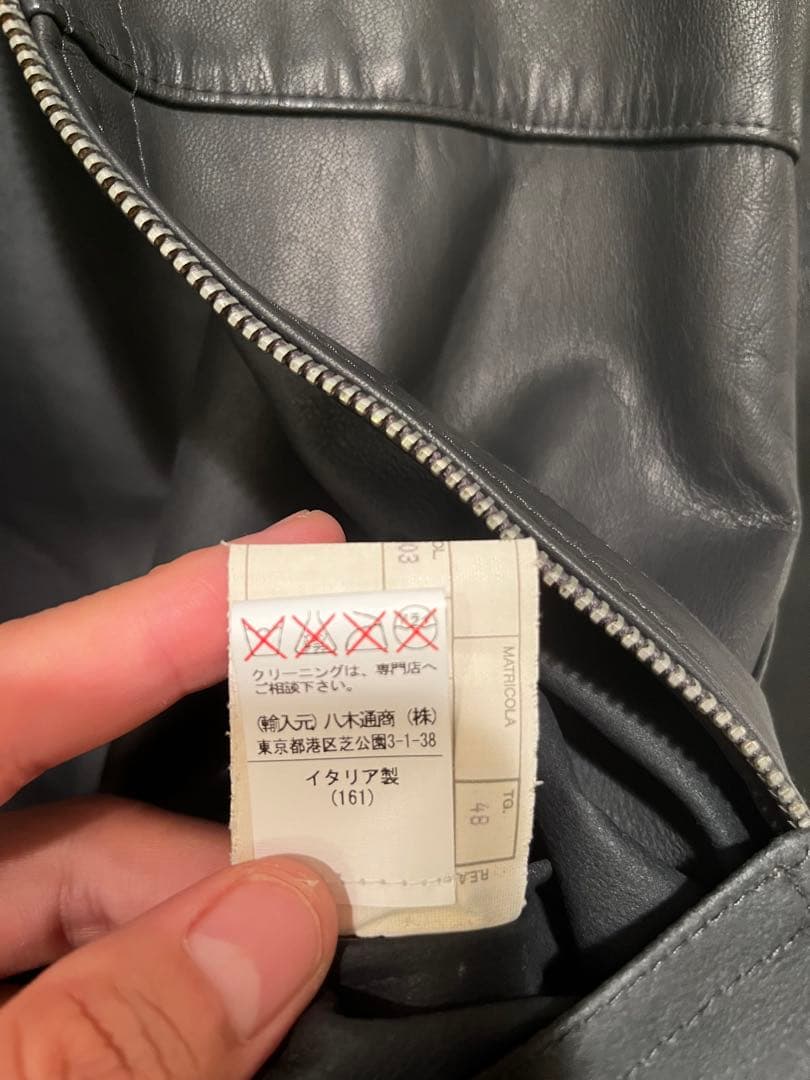 クリーニングは、専門店へ
ご相談下さい。
(輸入元) 八木通商 (株)
東京都港区芝公園3-1-38
イタリア製
(161)
03
MATRICOLA
TG.
48